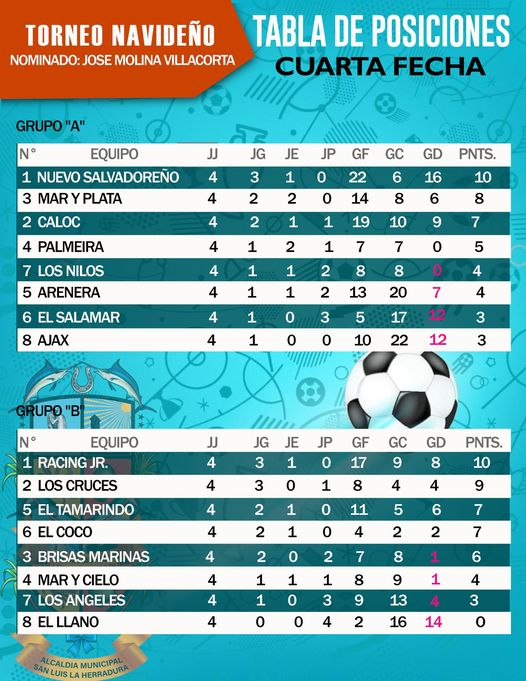 TORNEO NAVIDEÑO
NOMINADO: JOSE MOLINA VILLACORTA
TABLA DE POSICIONES
CUARTA FECHA
GRUPO "A"
N° EQUIPO JJ JG JE JP GF GC GD PNTS.
1 NUEVO SALVADOREÑO 4 3 1 0 22 6 16 10
3 MAR Y PLATA 4 2 2 0 14 8 6 8
2 CALOC 4 2 1 1 19 10 9 7
4 PALMEIRA 4 1 2 1 7 7 0 5
7 LOS NILOS 4 1 1 2 8 8 0 4
5 ARENERA 4 1 1 2 13 20 7 4
6 EL SALAMAR 4 1 0 3 5 17 12 3
8 AJAX 4 1 0 0 10 22 12 3
GRUPO "B"
N° EQUIPO JJ JG JE JP GF GC GD PNTS.
1 RACING JR. 4 3 1 0 17 9 8 10
2 LOS CRUCES 4 3 0 1 8 4 4 9
5 EL TAMARINDO 4 2 1 0 11 5 6 7
6 EL COCO 4 2 1 0 4 2 2 7
3 BRISAS MARINAS 4 2 0 2 7 8 1 6
4 MAR Y CIELO 4 1 1 1 8 9 1 4
7 LOS ANGELES 4 1 0 3 9 13 4 3
8 EL LLANO 4 0 0 4 2 16 14 0
ALCALDIA MUNICIPAL
SAN LUIS LA HERRADURA